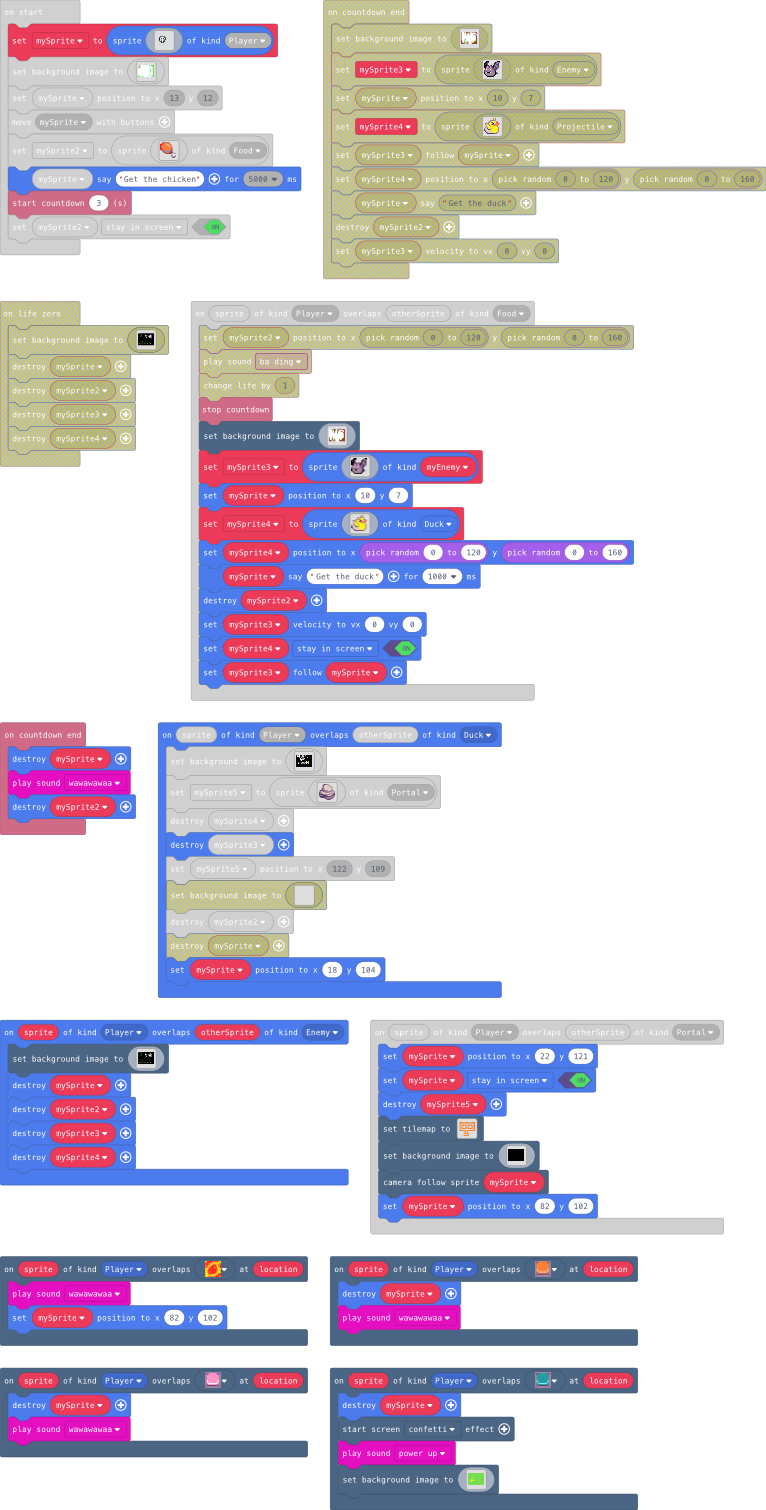 on start
set mySprite to sprite of kind Player
set background image to
set mySprite position to x 13 y 12
move mySprite with buttons
set mySprite2 to sprite of kind Food
mySprite say "Get the chicken" for 5000 ms
start countdown 3 (s)
set mySprite2 stay in screen ON
on countdown end
set background image to
set mySprite3 to sprite of kind Enemy
set mySprite position to x 10 y 7
set mySprite4 to sprite of kind Projectile
set mySprite3 follow mySprite
set mySprite4 position to x pick random 0 to 120 y pick random 0 to 160
mySprite say "Get the duck"
destroy mySprite2
set mySprite3 velocity to vx 0 vy 0
on life zero
set background image to
destroy mySprite
destroy mySprite2
destroy mySprite3
destroy mySprite4
on sprite of kind Player overlaps otherSprite of kind Food
set mySprite2 position to x pick random 0 to 120 y pick random 0 to 160
play sound ba ding
change life by 1
stop countdown
set background image to
set mySprite3 to sprite of kind myEnemy
set mySprite position to x 10 y 7
set mySprite4 to sprite of kind Duck
set mySprite4 position to x pick random 0 to 120 y pick random 0 to 160
mySprite say "Get the duck" for 1000 ms
destroy mySprite2
set mySprite3 velocity to vx 0 vy 0
set mySprite4 stay in screen ON
set mySprite3 follow mySprite
on countdown end
destroy mySprite
play sound wawawawaa
destroy mySprite2
on sprite of kind Player overlaps otherSprite of kind Duck
set background image to
set mySprite5 to sprite of kind Portal
destroy mySprite4
destroy mySprite3
set mySprite5 position to x 122 y 109
set background image to
destroy mySprite2
destroy mySprite
set mySprite position to x 18 y 104
on sprite of kind Player overlaps otherSprite of kind Enemy
set background image to
destroy mySprite
destroy mySprite2
destroy mySprite3
destroy mySprite4
on sprite of kind Player overlaps otherSprite of kind Portal
set mySprite position to x 22 y 121
set mySprite stay in screen ON
destroy mySprite5
set tilemap to
set background image to
camera follow sprite mySprite
set mySprite position to x 82 y 102
on sprite of kind Player overlaps at location
play sound wawawawaa
set mySprite position to x 82 y 102
on sprite of kind Player overlaps at location
destroy mySprite
play sound wawawawaa
on sprite of kind Player overlaps at location
destroy mySprite
play sound wawawawaa
on sprite of kind Player overlaps at location
destroy mySprite
start screen confetti effect
play sound power up
set background image to